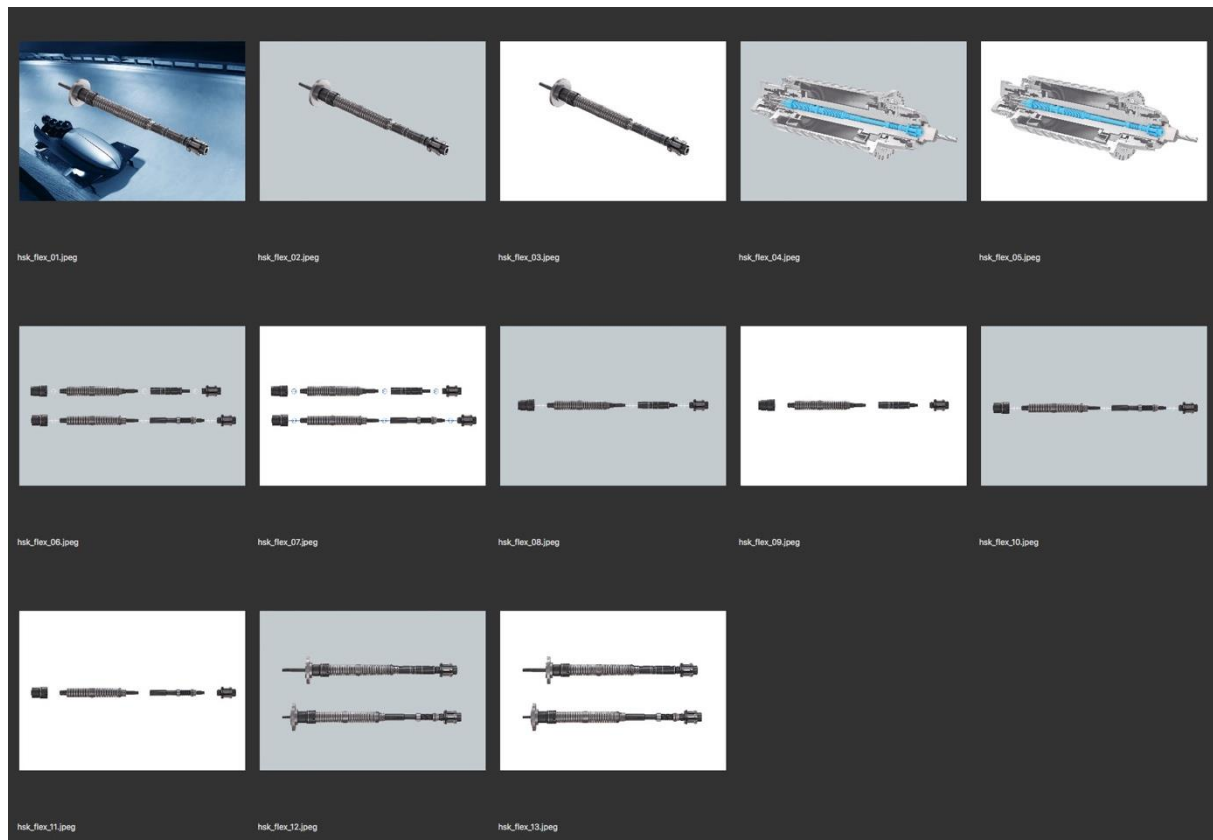 hsk_flex_01.jpeg
hsk_flex_02.jpeg
hsk_flex_03.jpeg
hsk_flex_04.jpeg
hsk_flex_05.jpeg
hsk_flex_06.jpeg
hsk_flex_07.jpeg
hsk_flex_08.jpeg
hsk_flex_09.jpeg
hsk_flex_10.jpeg
hsk_flex_11.jpeg
hsk_flex_12.jpeg
hsk_flex_13.jpeg